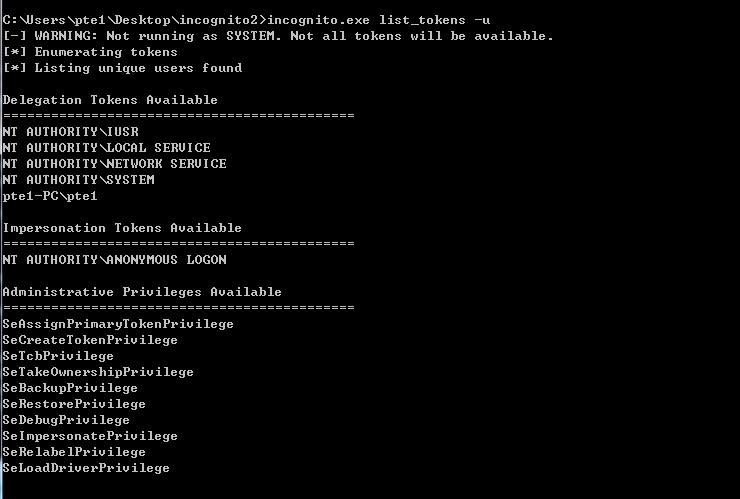 C:\Users\pte1\Desktop\incognito2>incognito.exe list_tokens -u
[-] WARNING: Not running as SYSTEM. Not all tokens will be available.
[*] Enumerating tokens
[*] Listing unique users found
Delegation Tokens Available
============================================
NT AUTHORITY\IUSR
NT AUTHORITY\LOCAL SERVICE
NT AUTHORITY\NETWORK SERVICE
NT AUTHORITY\SYSTEM
pte1-PC\pte1
Impersonation Tokens Available
============================================
NT AUTHORITY\ANONYMOUS LOGON
Administrative Privileges Available
============================================
SeAssignPrimaryTokenPrivilege
SeCreateTokenPrivilege
SeTcbPrivilege
SeTakeOwnershipPrivilege
SeBackupPrivilege
SeRestorePrivilege
SeDebugPrivilege
SeImpersonatePrivilege
SeRelabelPrivilege
SeLoadDriverPrivilege